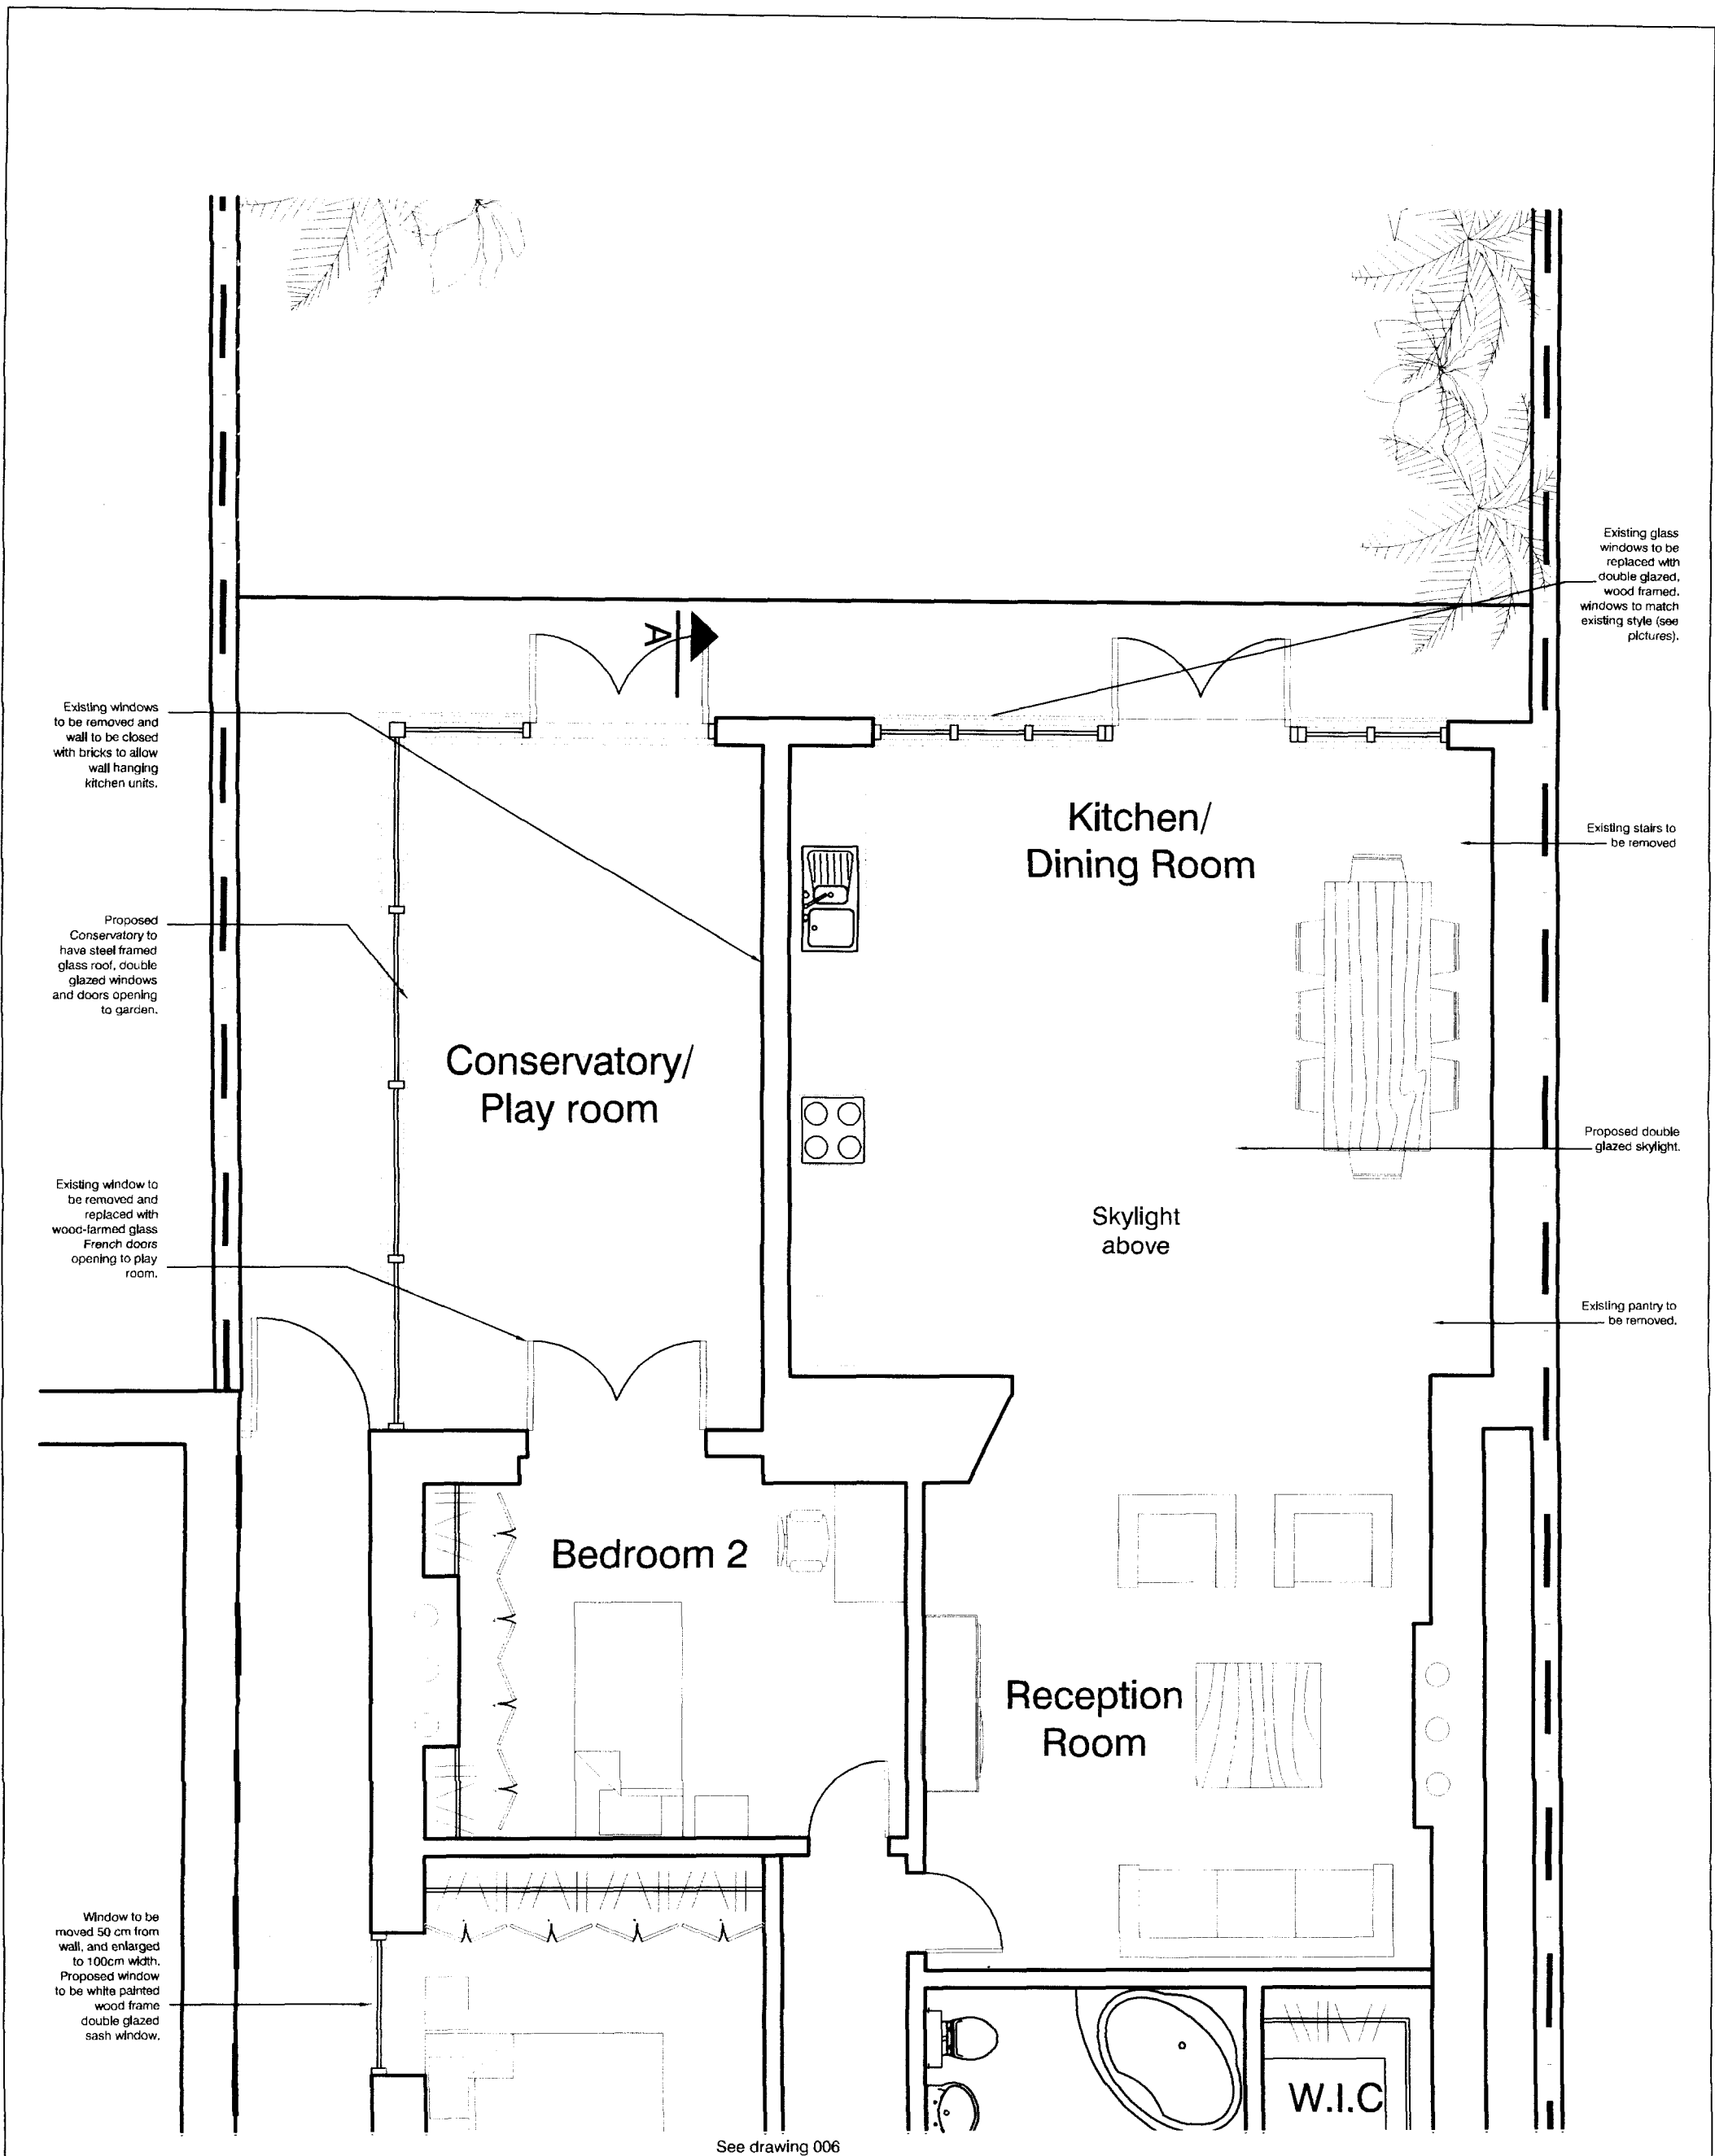 Existing glass
windows to be
replaced with
double glazed,
wood framed,
windows to match
existing style (see
pictures).
A
Existing windows
to be removed and
wall to be closed
with bricks to allow
wall hanging
kitchen units.
Kitchen/
Dining Room
Existing stairs to
be removed
Proposed
Conservatory to
have steel framed
glass roof, double
glazed windows
and doors opening
to garden.
Conservatory/
Play room
Proposed double
glazed skylight.
Existing window to
be removed and
replaced with
wood-farmed glass
French doors
opening to play
room.
Skylight
above
Existing pantry to
be removed.
Bedroom 2
Reception
Room
Window to be
moved 50 cm from
wall, and enlarged
to 100cm width.
Proposed window
to be white painted
wood frame
double glazed
sash window.
W.I.C
See drawing 006